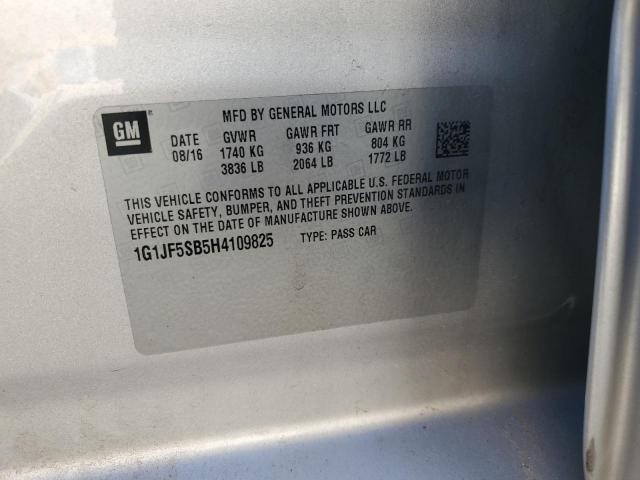 MFD BY GENERAL MOTORS LLC
GM
DATE GVWR GAWR FRT GAWR RR
08/16 1740 KG 936 KG 804 KG
3836 LB 2064 LB 1772 LB
THIS VEHICLE CONFORMS TO ALL APPLICABLE U.S. FEDERAL MOTOR
VEHICLE SAFETY, BUMPER, AND THEFT PREVENTION STANDARDS IN
EFFECT ON THE DATE OF MANUFACTURE SHOWN ABOVE.
1G1JF5SB5H4109825 TYPE: PASS CAR